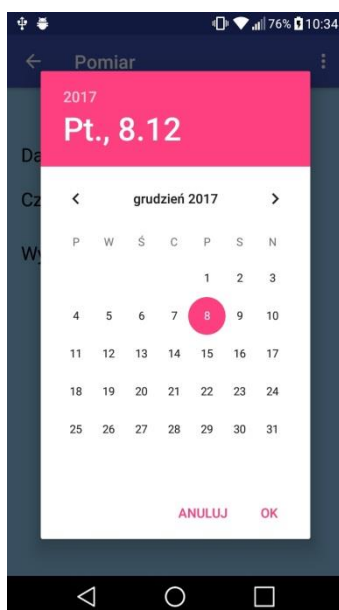 76% 10:34
Pomiar
2017
Pt., 8.12
Da
Cz
Wy
grudzień 2017
P W Ś C P S N
1 2 3
4 5 6 7 8 9 10
11 12 13 14 15 16 17
18 19 20 21 22 23 24
25 26 27 28 29 30 31
ANULUJ OK